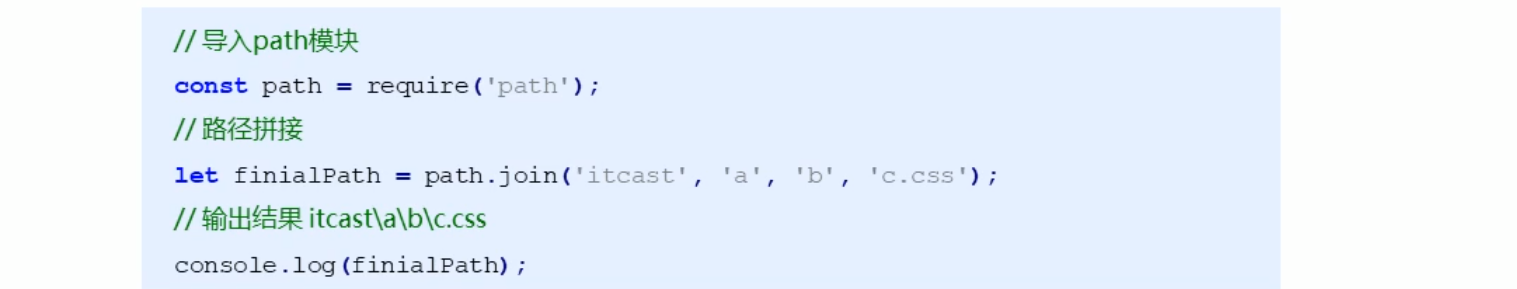 // 导入path模块
const path = require('path');
// 路径拼接
let finialPath = path.join('itcast', 'a', 'b', 'c.css');
// 输出结果 itcast\a\b\c.css
console.log(finialPath);